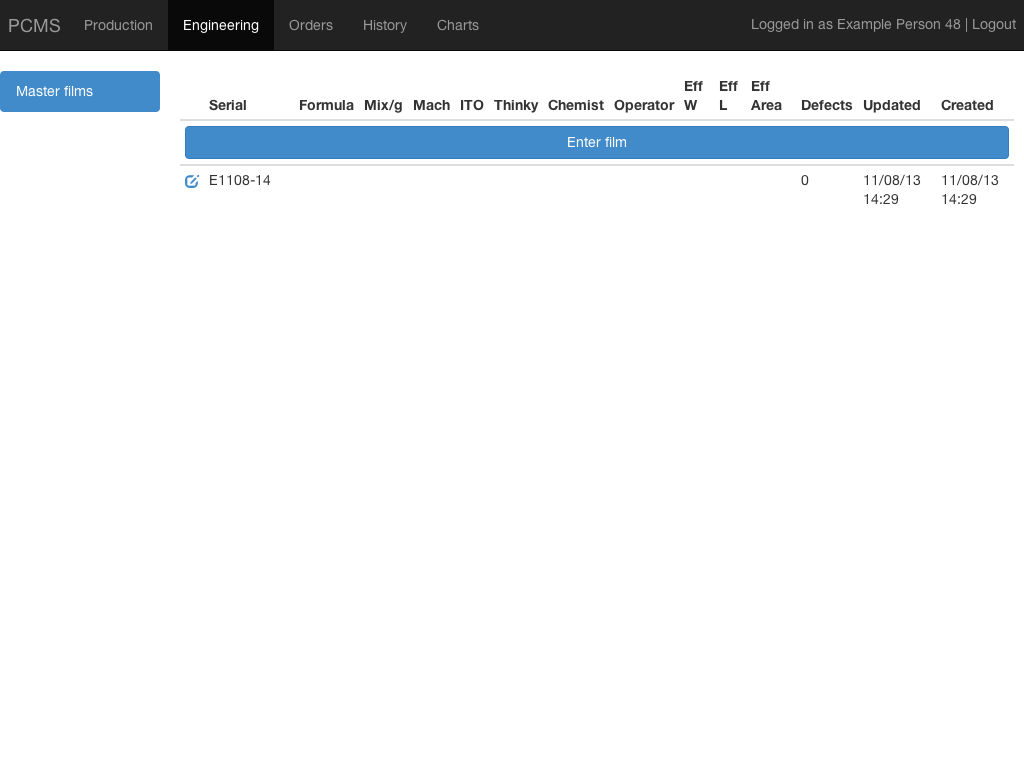 PCMS Production Engineering Orders History Charts Logged in as Example Person 48 | Logout
Master films
Serial Formula Mix/g Mach ITO Thinky Chemist Operator Eff W Eff L Eff Area Defects Updated Created
Enter film
E1108-14 0 11/08/13 14:29 11/08/13 14:29